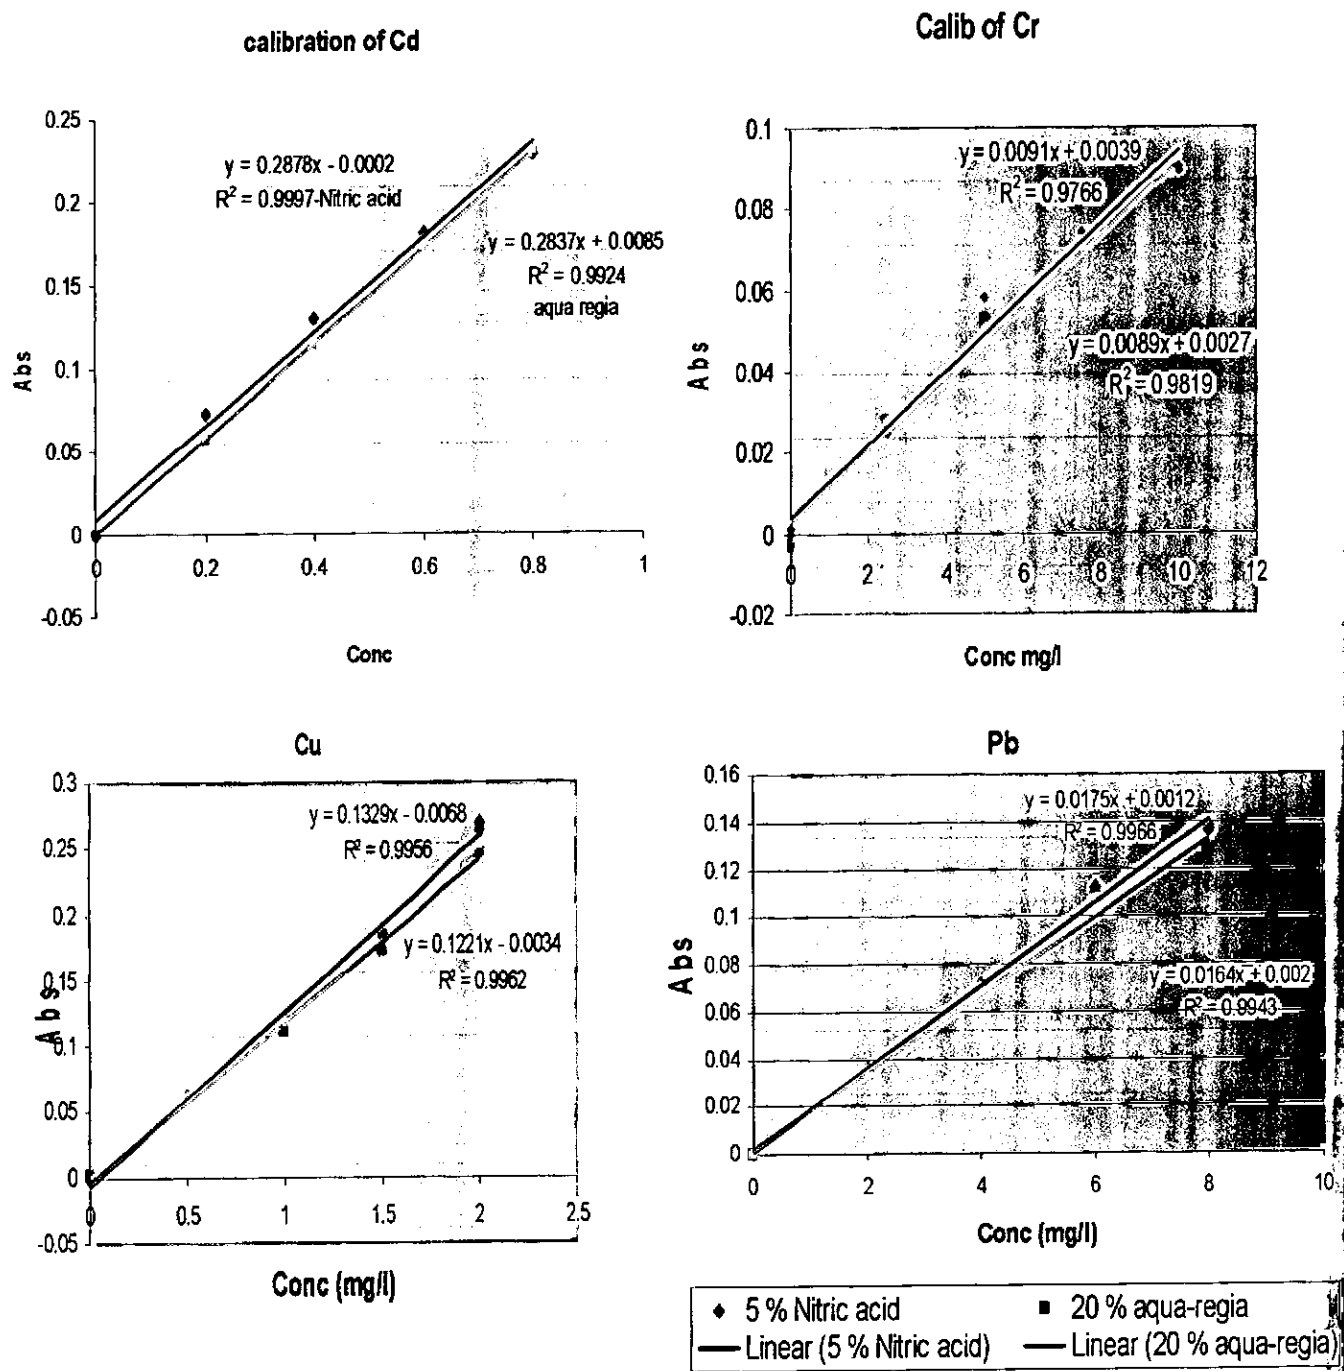 calibration of Cd
0.25
0.2
0.15
0.1
0.05
0
-0.05
Abs
y = 0.2878x - 0.0002
R² = 0.9997-Nitric acid
y = 0.2837x + 0.0085
R² = 0.9924
aqua regia
0 0.2 0.4 0.6 0.8 1
Conc
Calib of Cr
0.1
0.08
0.06
0.04
0.02
0
-0.02
Abs
y = 0.0091x + 0.0039
R² = 0.9766
y = 0.0089x + 0.0027
R² = 0.9819
0 2 4 6 8 10 12
Conc mg/l
Cu
0.3
0.25
0.2
0.15
0.1
0.05
0
-0.05
Abs
y = 0.1329x - 0.0068
R² = 0.9956
y = 0.1221x - 0.0034
R² = 0.9962
0 0.5 1 1.5 2 2.5
Conc (mg/l)
Pb
0.16
0.14
0.12
0.1
0.08
0.06
0.04
0.02
0
Abs
y = 0.0175x + 0.0012
R² = 0.9966
y = 0.0164x + 0.002
R² = 0.9943
0 2 4 6 8 10
Conc (mg/l)
5 % Nitric acid 20 % aqua-regia
Linear (5 % Nitric acid) Linear (20 % aqua-regia)